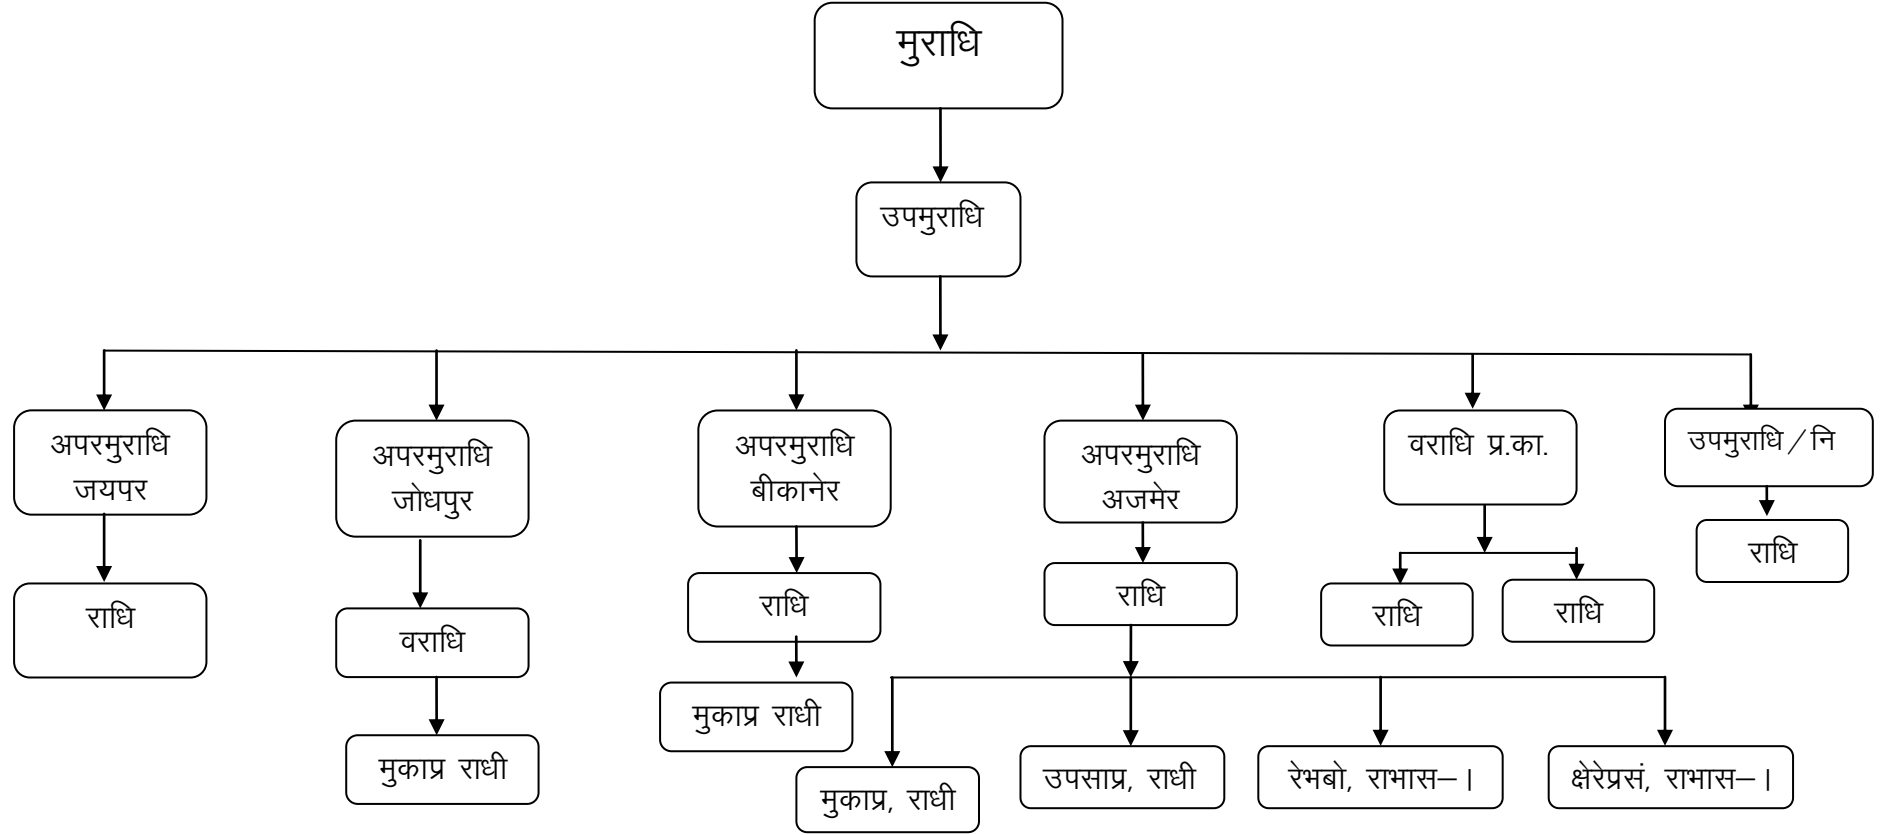 मुराधि
उपमुराधि
अपरमुराधि
जयपर
अपरमुराधि
जोधपुर
अपरमुराधि
बीकानेर
अपरमुराधि
अजमेर
वराधि प्र.का.
उपमुराधि/नि
राधि
वराधि
मुकाप्र राधी
राधि
मुकाप्र राधी
राधि
मुकाप्र, राधी
उपसाप्र, राधी
रेभबो, राभास–।
क्षेरेप्रसं, राभास–।
राधि
राधि
राधि